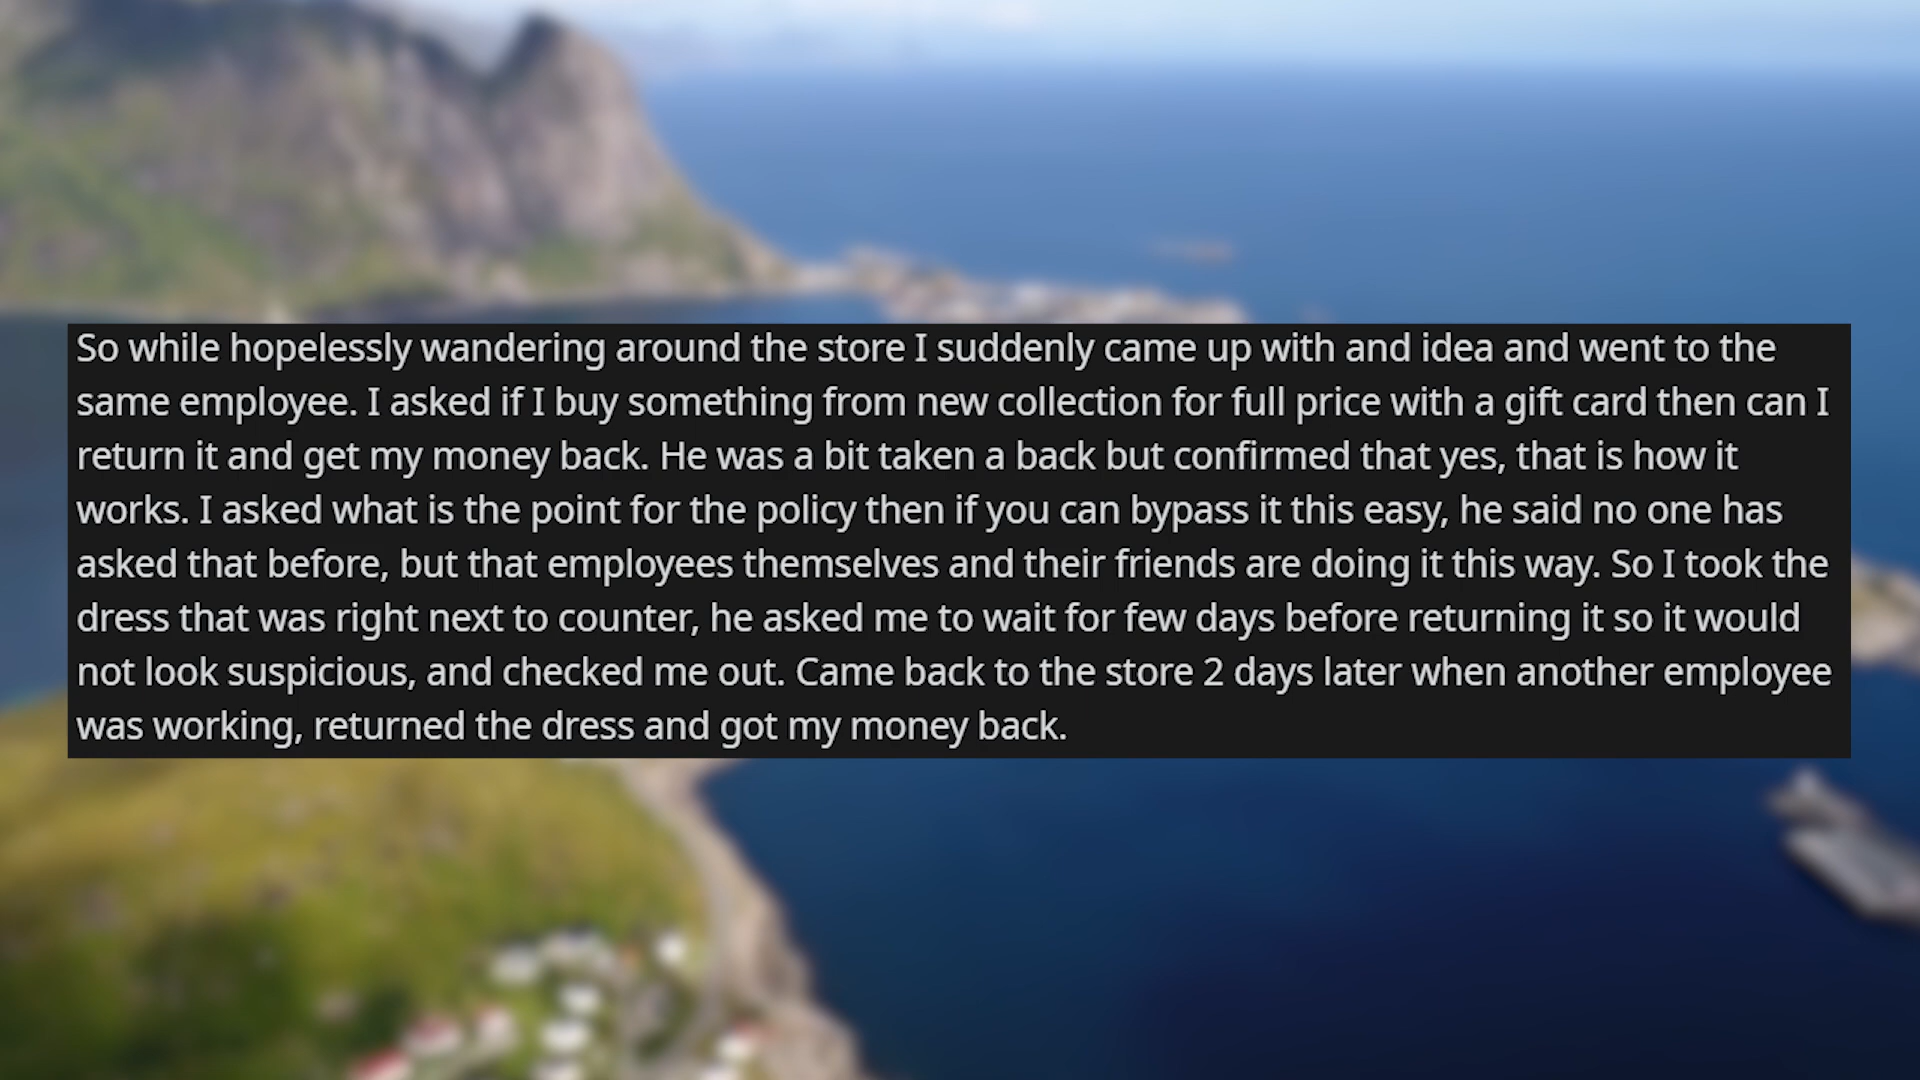 So while hopelessly wandering around the store I suddenly came up with and idea and went to the
same employee. I asked if I buy something from new collection for full price with a gift card then can I
return it and get my money back. He was a bit taken a back but confirmed that yes, that is how it
works. I asked what is the point for the policy then if you can bypass it this easy, he said no one has
asked that before, but that employees themselves and their friends are doing it this way. So I took the
dress that was right next to counter, he asked me to wait for few days before returning it so it would
not look suspicious, and checked me out. Came back to the store 2 days later when another employee
was working, returned the dress and got my money back.